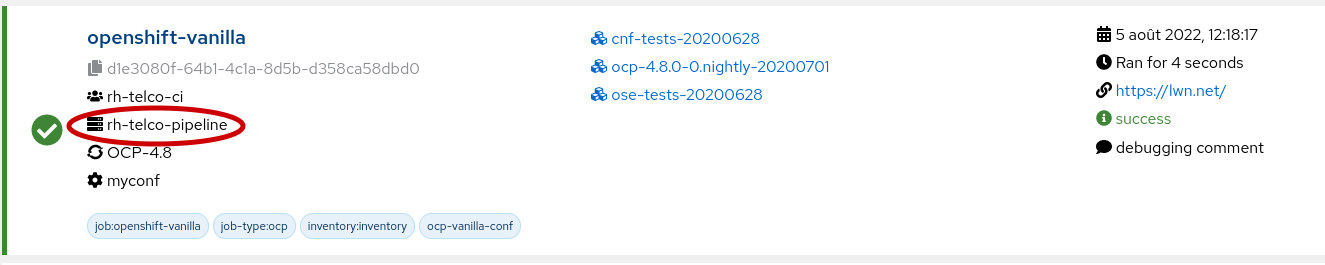 openshift-vanilla
d1e3080f-64b1-4c1a-8d5b-d358ca58dbd0
rh-telco-ci
rh-telco-pipeline
OCP-4.8
myconf
job:openshift-vanilla job-type:ocp inventory:inventory ocp-vanilla-conf
cnf-tests-20200628
ocp-4.8.0-0.nightly-20200701
ose-tests-20200628
5 août 2022, 12:18:17
Ran for 4 seconds
https://lwn.net/
success
debugging comment